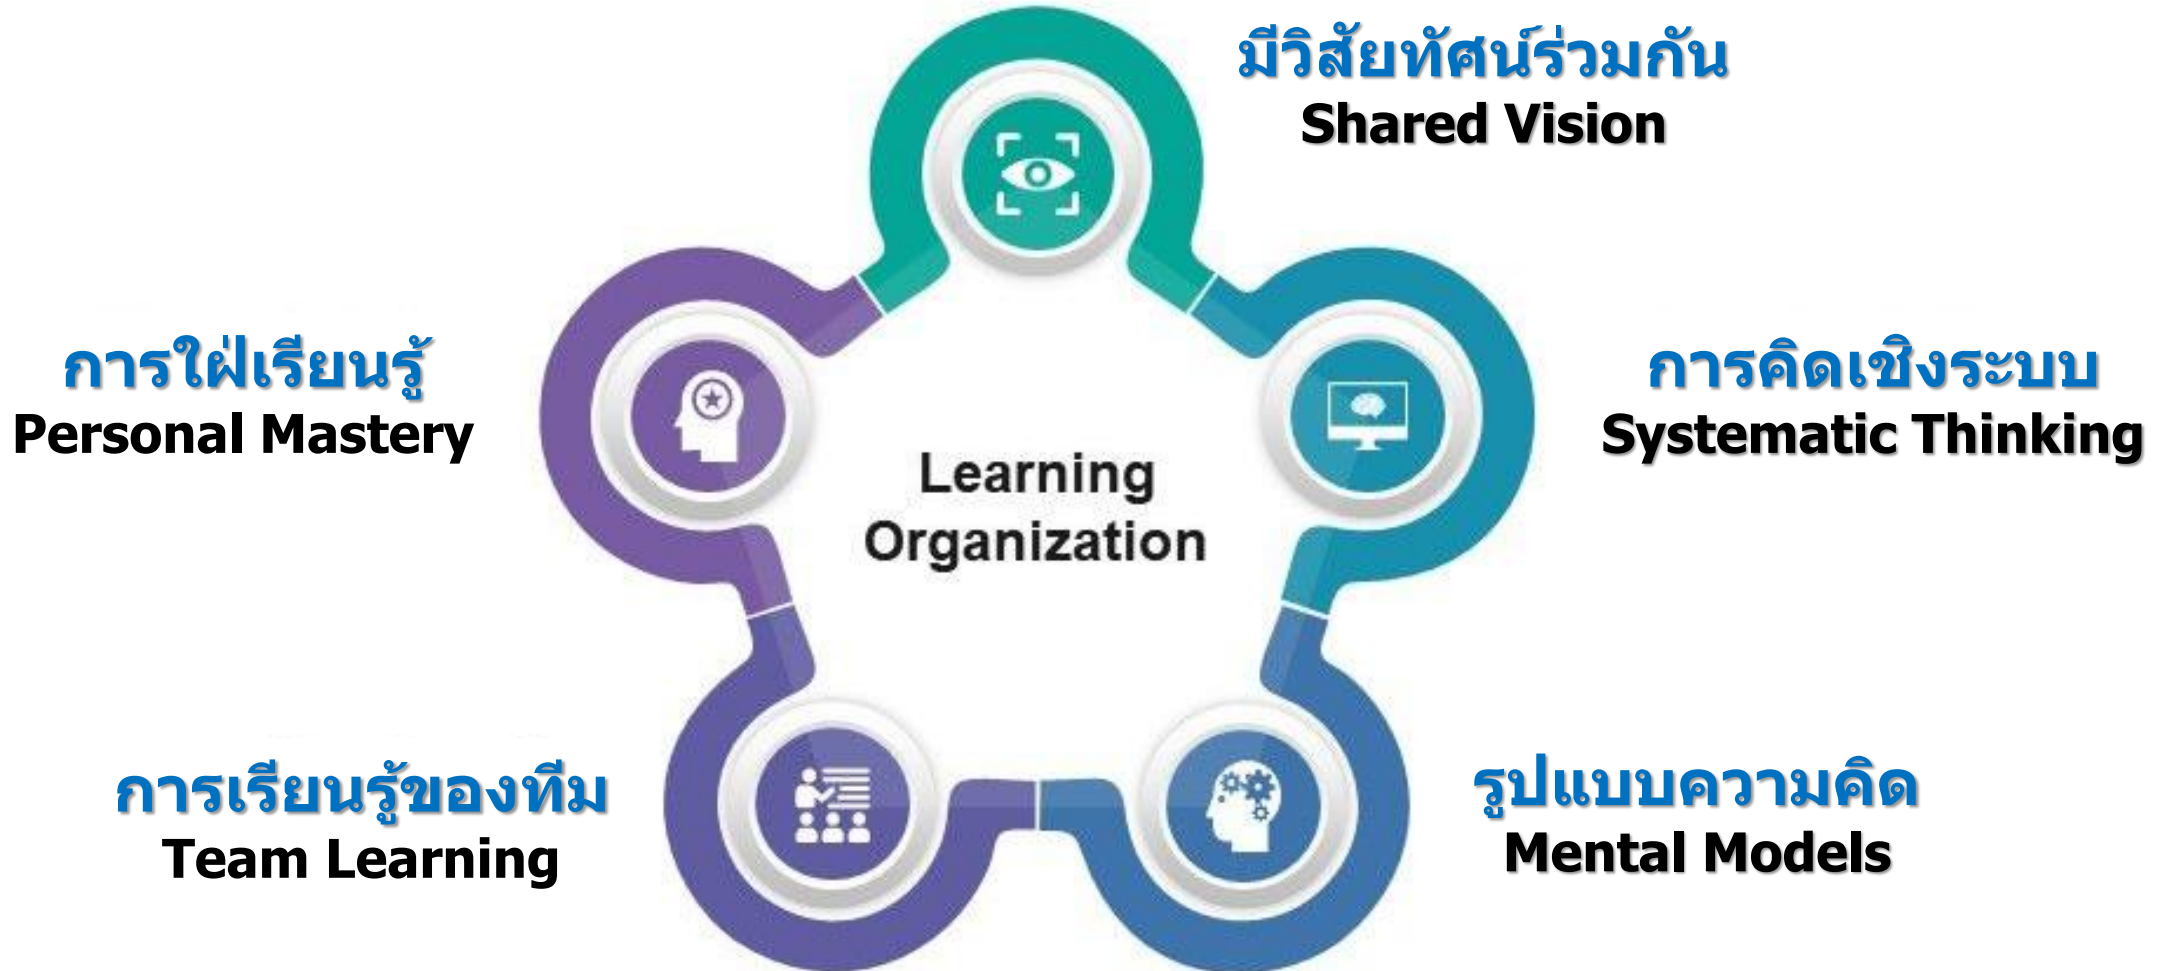 มีวิสัยทัศน์ร่วมกัน
Shared Vision
การใฝ่เรียนรู้
Personal Mastery
การคิดเชิงระบบ
Systematic Thinking
Learning
Organization
การเรียนรู้ของทีม
Team Learning
รูปแบบความคิด
Mental Models